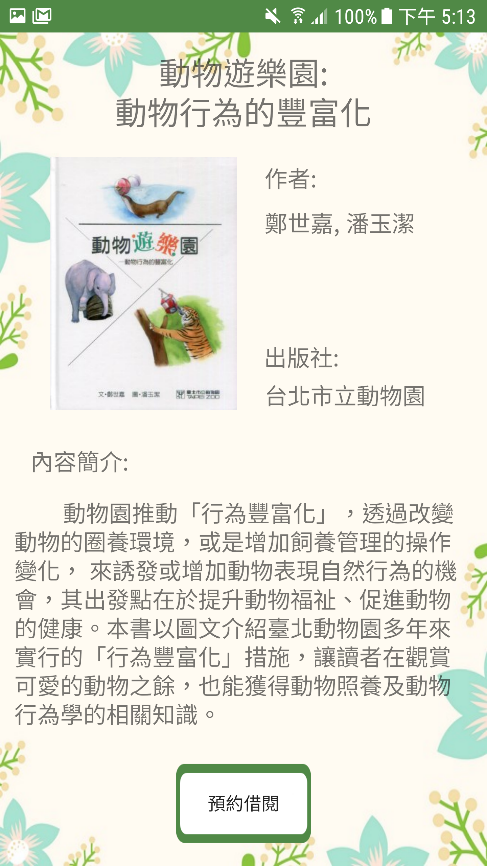 100% 下午 5:13
動物遊樂園:
動物行為的豐富化
動物遊樂園
動物行為的豐富化
文·鄭世嘉 圖·潘玉潔
臺北市立動物園
TAIPEI ZOO
作者:
鄭世嘉, 潘玉潔
出版社:
台北市立動物園
內容簡介:
動物園推動「行為豐富化」，透過改變
動物的圈養環境，或是增加飼養管理的操作
變化， 來誘發或增加動物表現自然行為的機
會，其出發點在於提升動物福祉、促進動物
的健康。本書以圖文介紹臺北動物園多年來
實行的「行為豐富化」措施，讓讀者在觀賞
可愛的動物之餘，也能獲得動物照養及動物
行為學的相關知識。
預約借閱